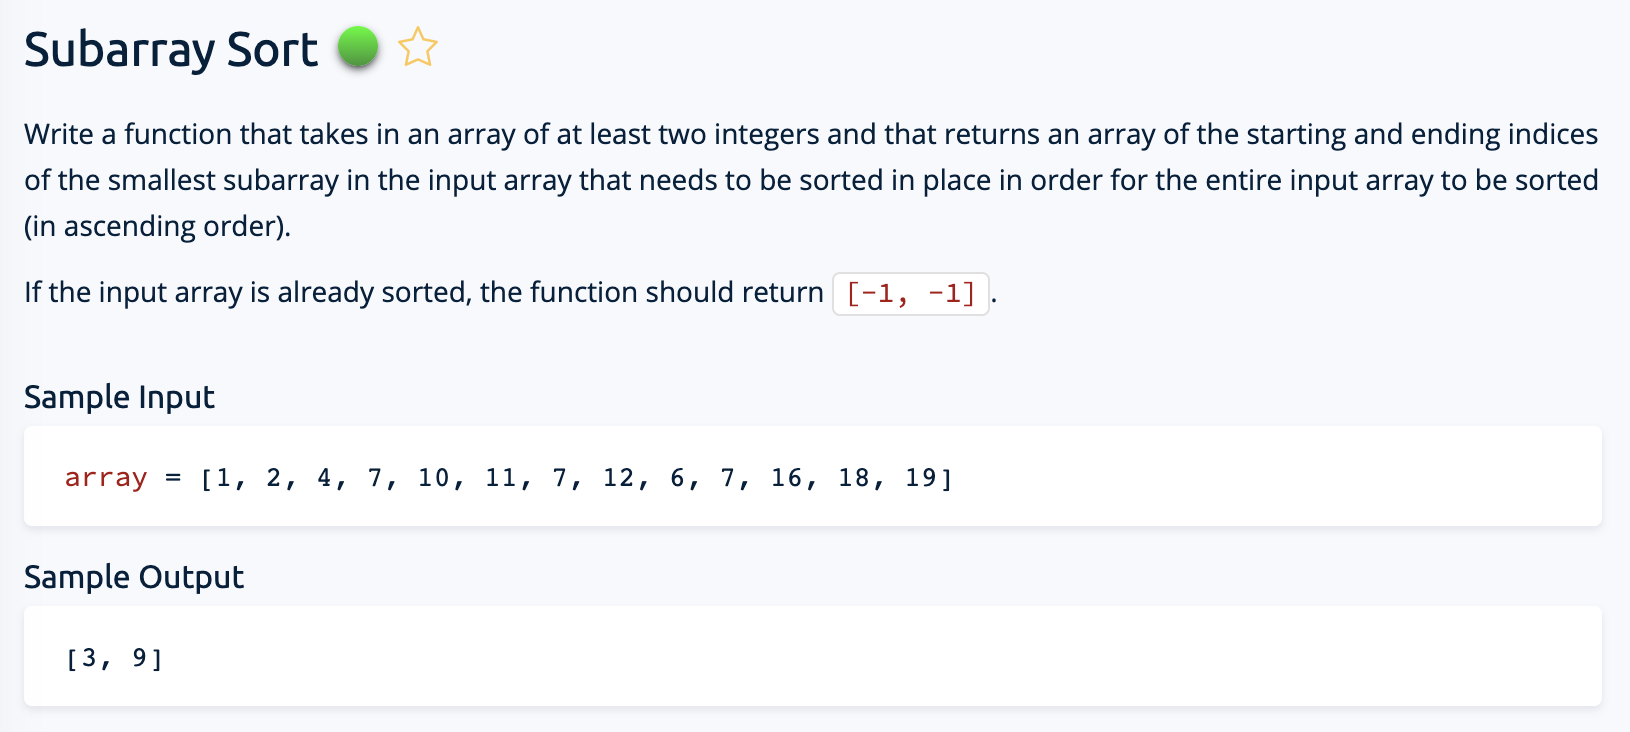 Subarray Sort
Write a function that takes in an array of at least two integers and that returns an array of the starting and ending indices
of the smallest subarray in the input array that needs to be sorted in place in order for the entire input array to be sorted
(in ascending order).
If the input array is already sorted, the function should return [-1, -1].
Sample Input
array = [1, 2, 4, 7, 10, 11, 7, 12, 6, 7, 16, 18, 19]
Sample Output
[3, 9]